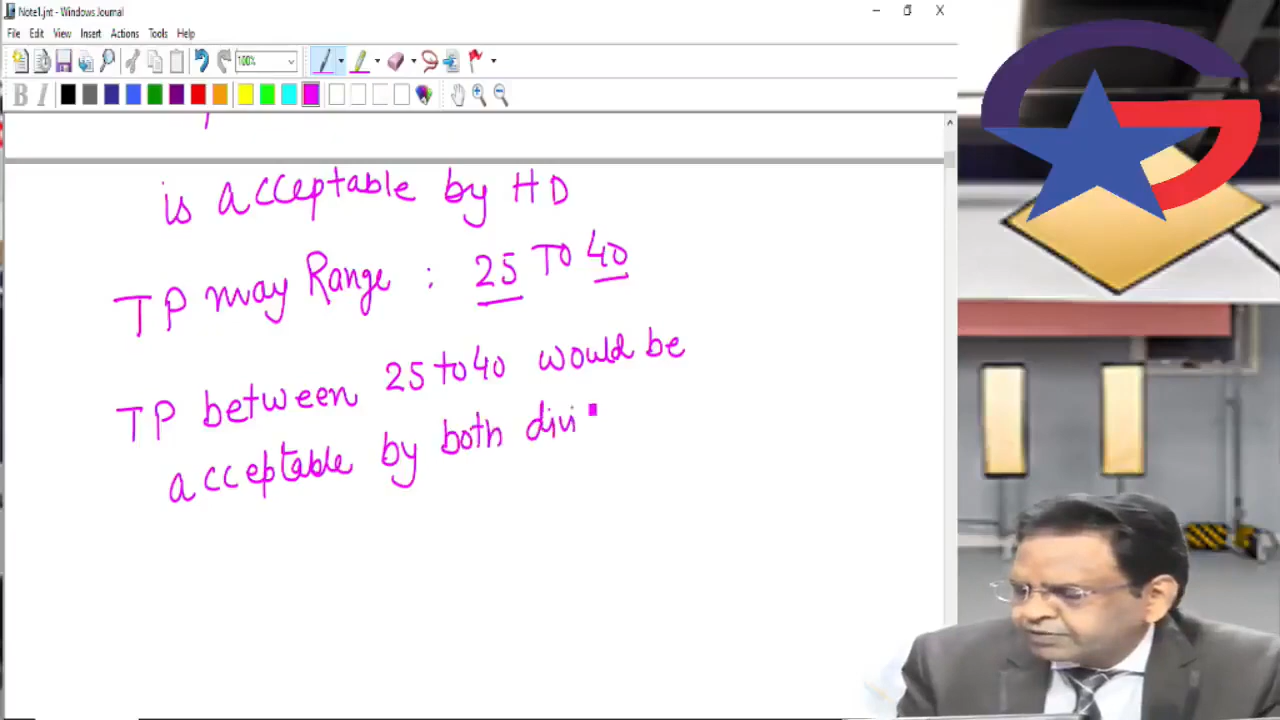 Note1.jnt - Windows Journal
File Edit View Insert Actions Tools Help
100%
B I
is acceptable by HD
TP may Range : 25 To 40
TP between 25 to 40 would be
acceptable by both divi